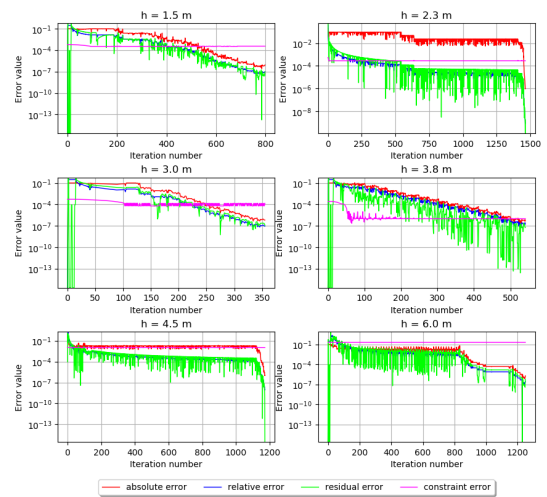 h = 1.5 m
Error value
10⁻¹
10⁻⁴
10⁻⁷
10⁻¹⁰
10⁻¹³
0 200 400 600 800
Iteration number
h = 2.3 m
Error value
10⁻²
10⁻⁴
10⁻⁶
10⁻⁸
0 250 500 750 1000 1250 1500
Iteration number
h = 3.0 m
Error value
10⁻¹
10⁻⁴
10⁻⁷
10⁻¹⁰
10⁻¹³
0 50 100 150 200 250 300 350
Iteration number
h = 3.8 m
Error value
10⁻¹
10⁻⁴
10⁻⁷
10⁻¹⁰
10⁻¹³
0 100 200 300 400 500
Iteration number
h = 4.5 m
Error value
10⁻¹
10⁻⁴
10⁻⁷
10⁻¹⁰
10⁻¹³
0 200 400 600 800 1000 1200
Iteration number
h = 6.0 m
Error value
10⁻¹
10⁻⁴
10⁻⁷
10⁻¹⁰
10⁻¹³
0 200 400 600 800 1000 1200
Iteration number
absolute error relative error residual error constraint error